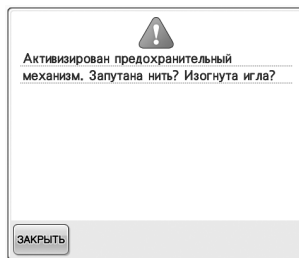 Активизирован предохранительный
механизм. Запутана нить? Изогнута игла?
ЗАКРЫТЬ